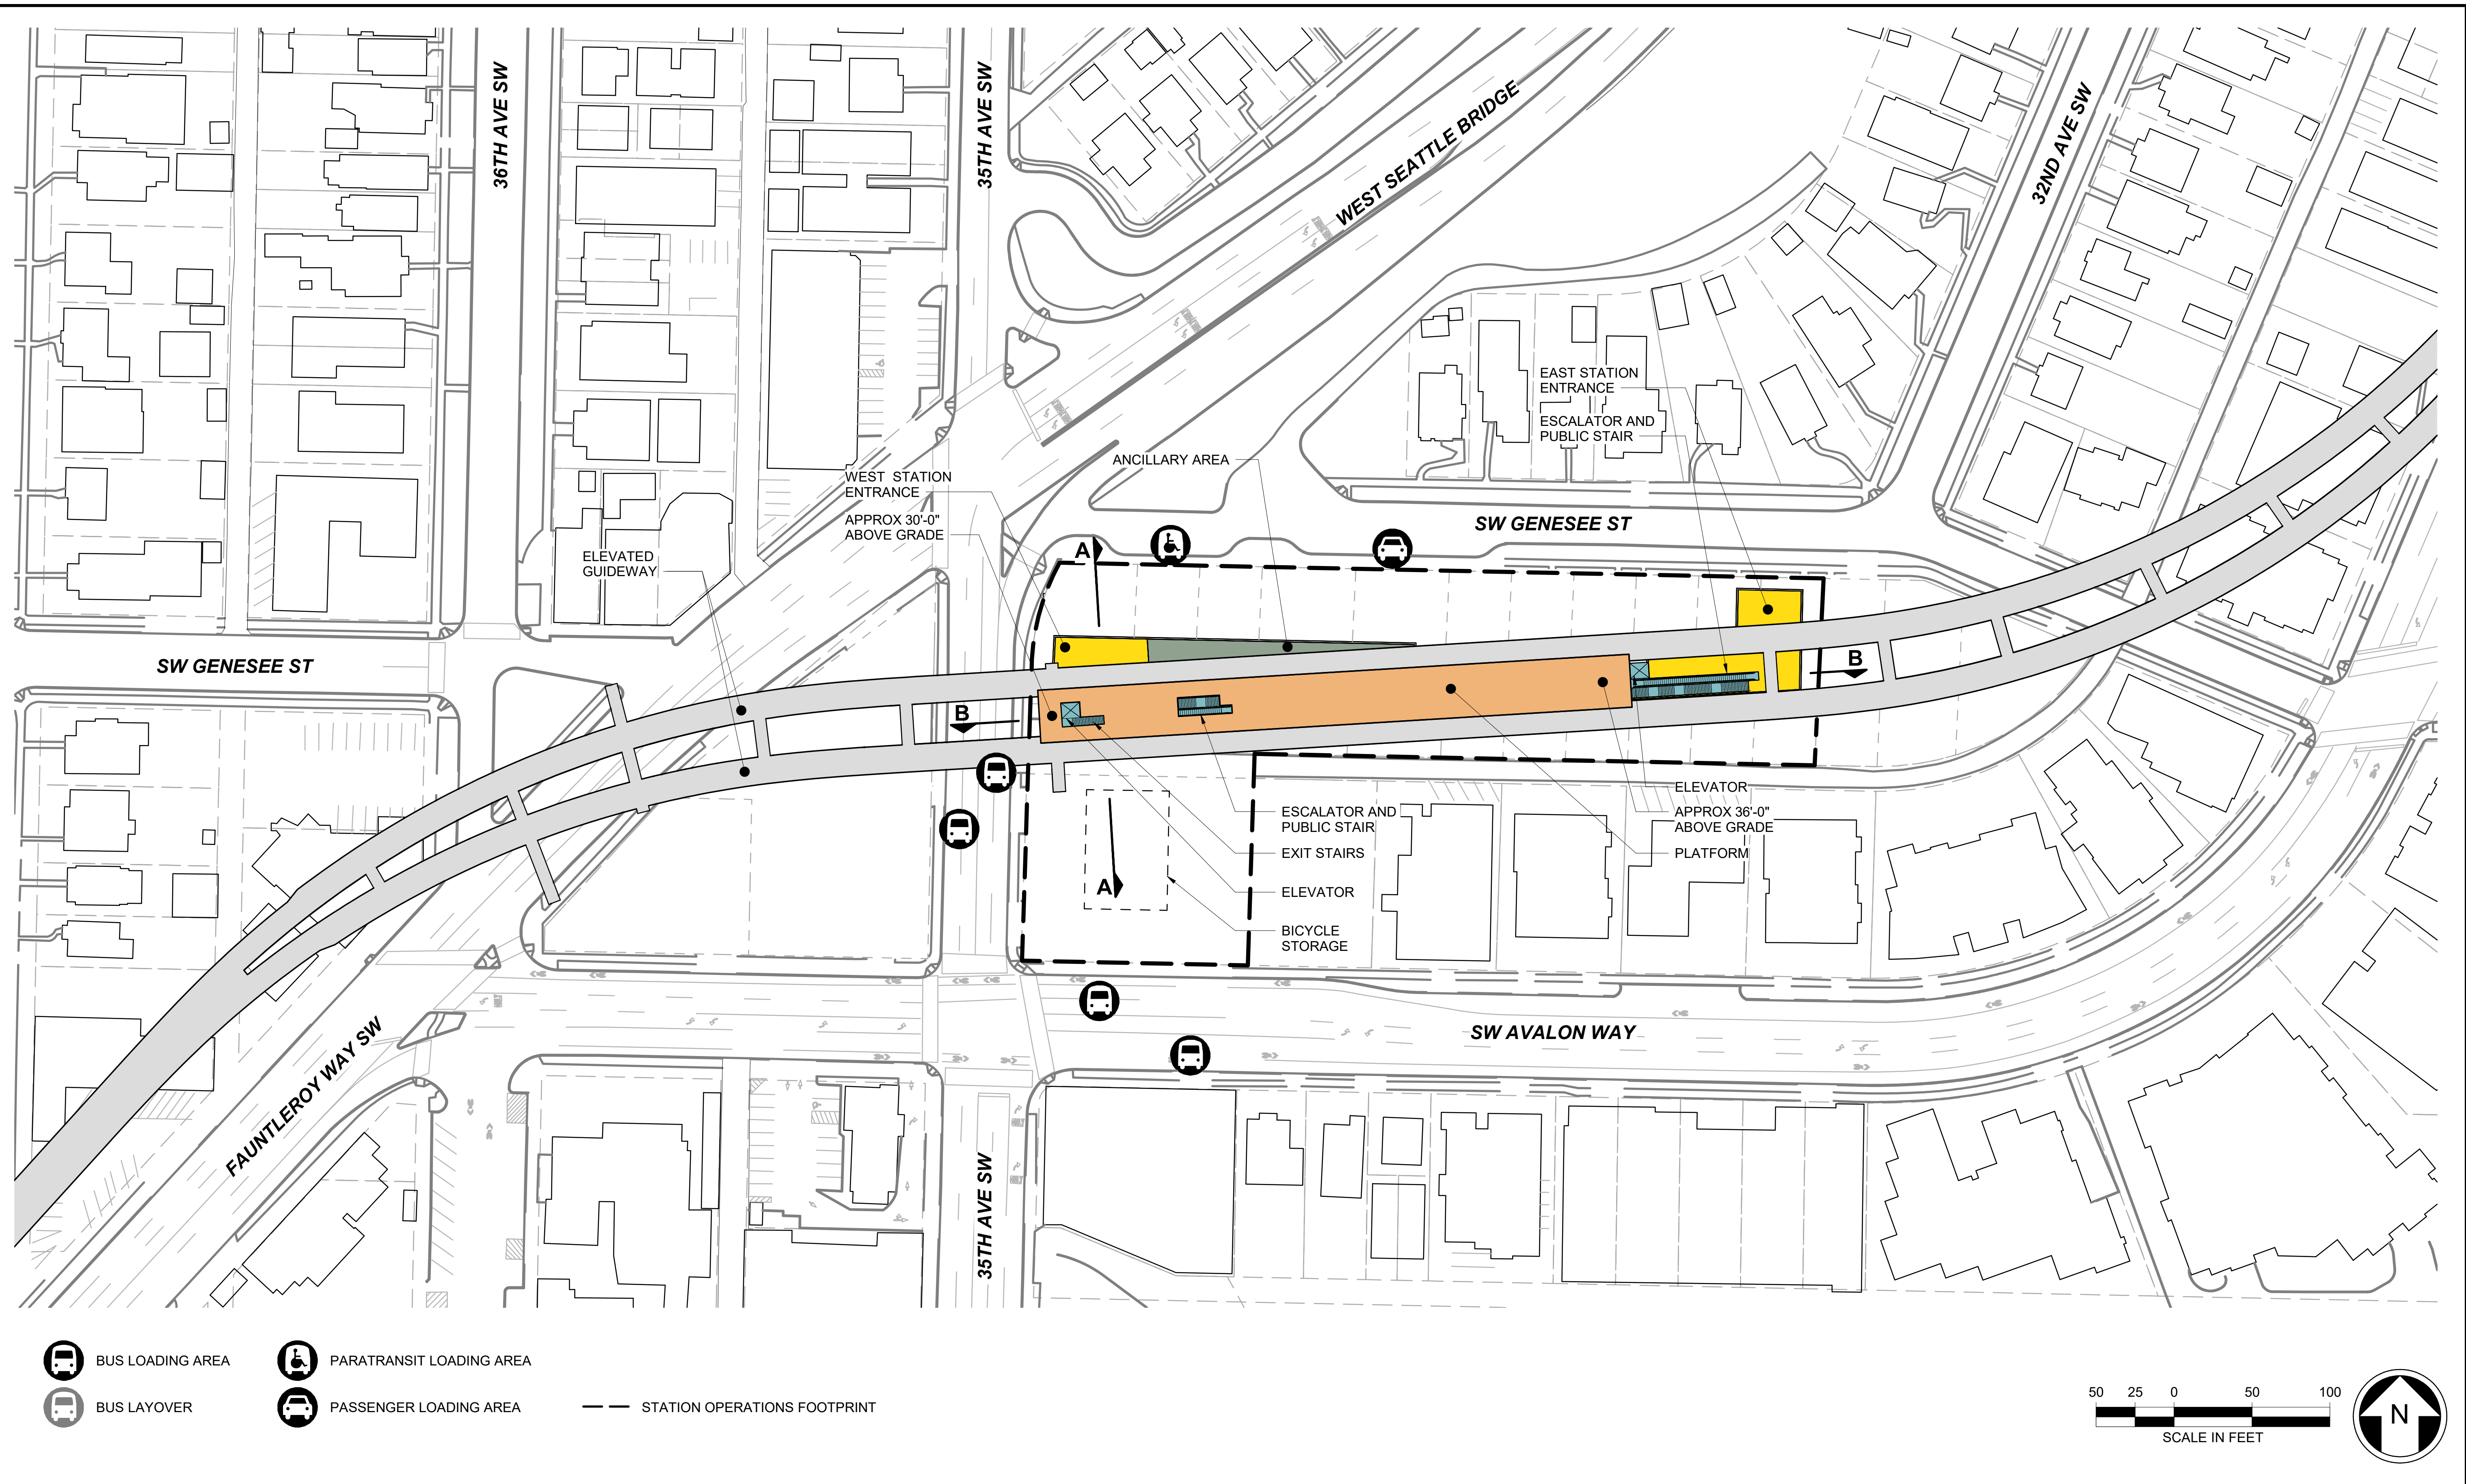 36TH AVE SW
35TH AVE SW
WEST SEATTLE BRIDGE
32ND AVE SW
EAST STATION
ENTRANCE
ESCALATOR AND
PUBLIC STAIR
ANCILLARY AREA
WEST STATION
ENTRANCE
APPROX 30'-0"
ABOVE GRADE
SW GENESEE ST
ELEVATED
GUIDEWAY
A
SW GENESEE ST
B
B
ELEVATOR
APPROX 36'-0"
ABOVE GRADE
PLATFORM
ESCALATOR AND
PUBLIC STAIR
EXIT STAIRS
ELEVATOR
BICYCLE
STORAGE
A
SW AVALON WAY
FAUNTLEROY WAY SW
35TH AVE SW
BUS LOADING AREA
PARATRANSIT LOADING AREA
BUS LAYOVER
PASSENGER LOADING AREA
STATION OPERATIONS FOOTPRINT
50 25 0 50 100
SCALE IN FEET
N